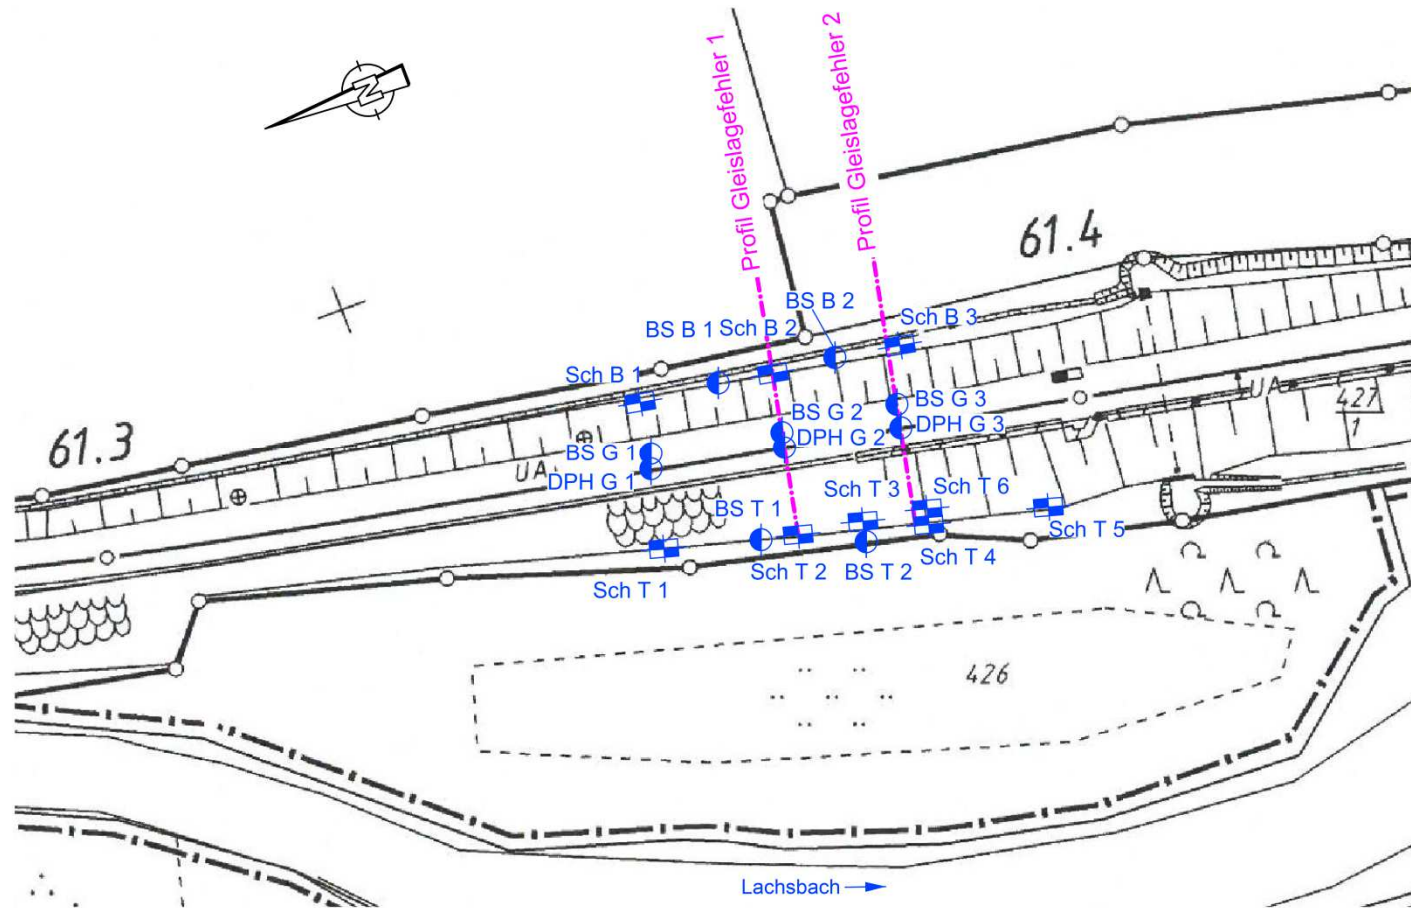 N
Profil Gleislagefehler 1
Profil Gleislagefehler 2
61.4
BS B 2
BS B 1
Sch B 2
Sch B 3
Sch B 1
61.3
UA
427
1
BS G 3
BS G 2
DPH G 3
DPH G 2
BS G 1
UA
DPH G 1
Sch T 3
Sch T 6
BS T 1
Sch T 5
Sch T 4
Sch T 2
BS T 2
Sch T 1
426
Lachsbach